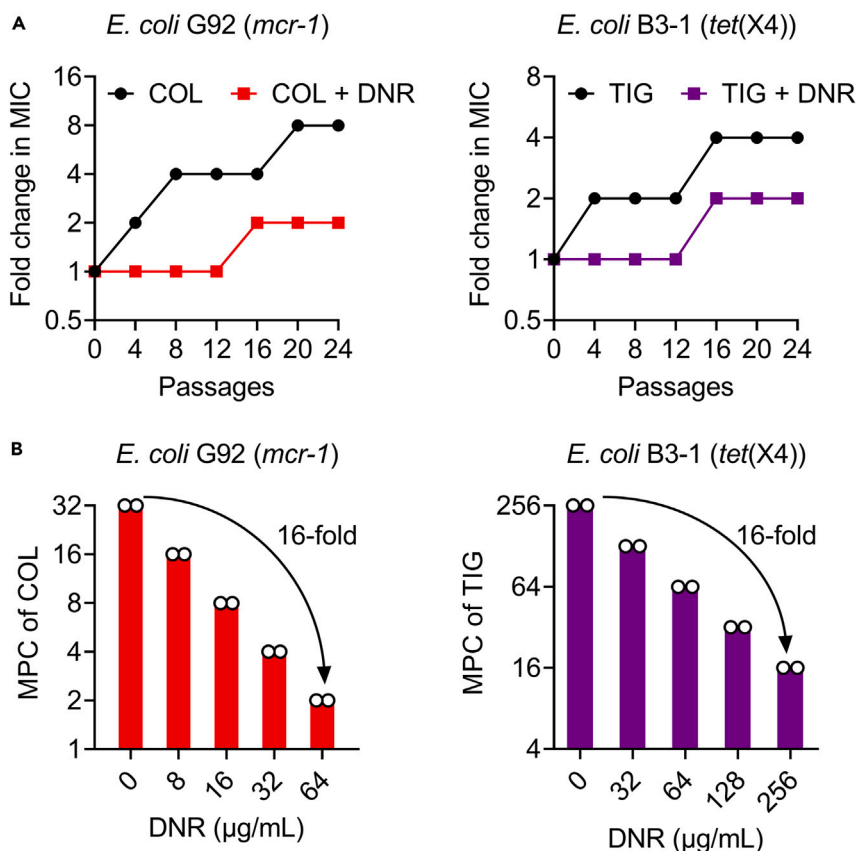 A
E. coli G92 (mcr-1)
Fold change in MIC
16
8
4
2
1
0.5
COL
COL + DNR
0 4 8 12 16 20 24
Passages
E. coli B3-1 (tet(X4))
Fold change in MIC
8
4
2
1
0.5
TIG
TIG + DNR
0 4 8 12 16 20 24
Passages
B
E. coli G92 (mcr-1)
MPC of COL
32
16
8
4
2
1
16-fold
0 8 16 32 64
DNR (µg/mL)
E. coli B3-1 (tet(X4))
MPC of TIG
256
64
16
4
16-fold
0 32 64 128 256
DNR (µg/mL)